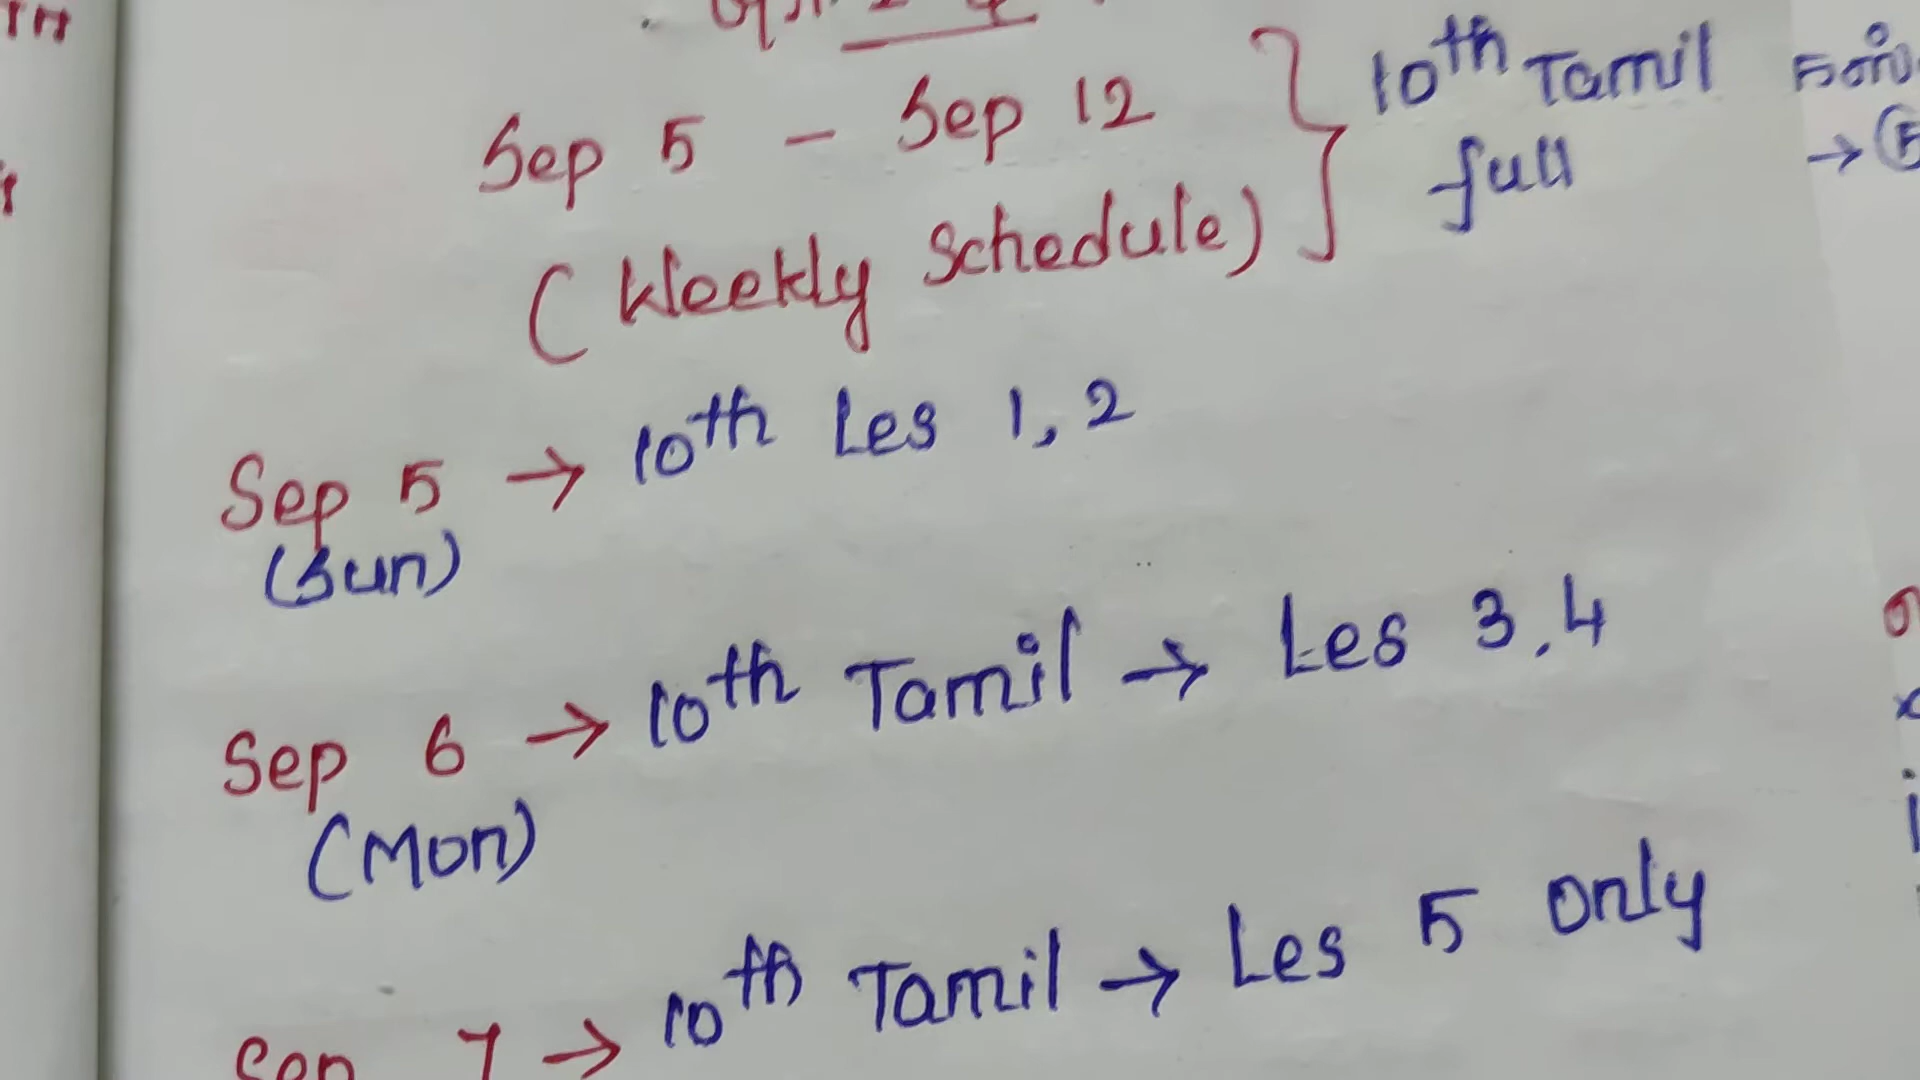 Sep 5 - Sep 12 } 10th Tamil
(Weekly Schedule) full
Sep 5 → 10th Les 1, 2
(Sun)
Sep 6 → 10th Tamil → Les 3, 4
(Mon)
Sep 7 → 10th Tamil → Les 5 only